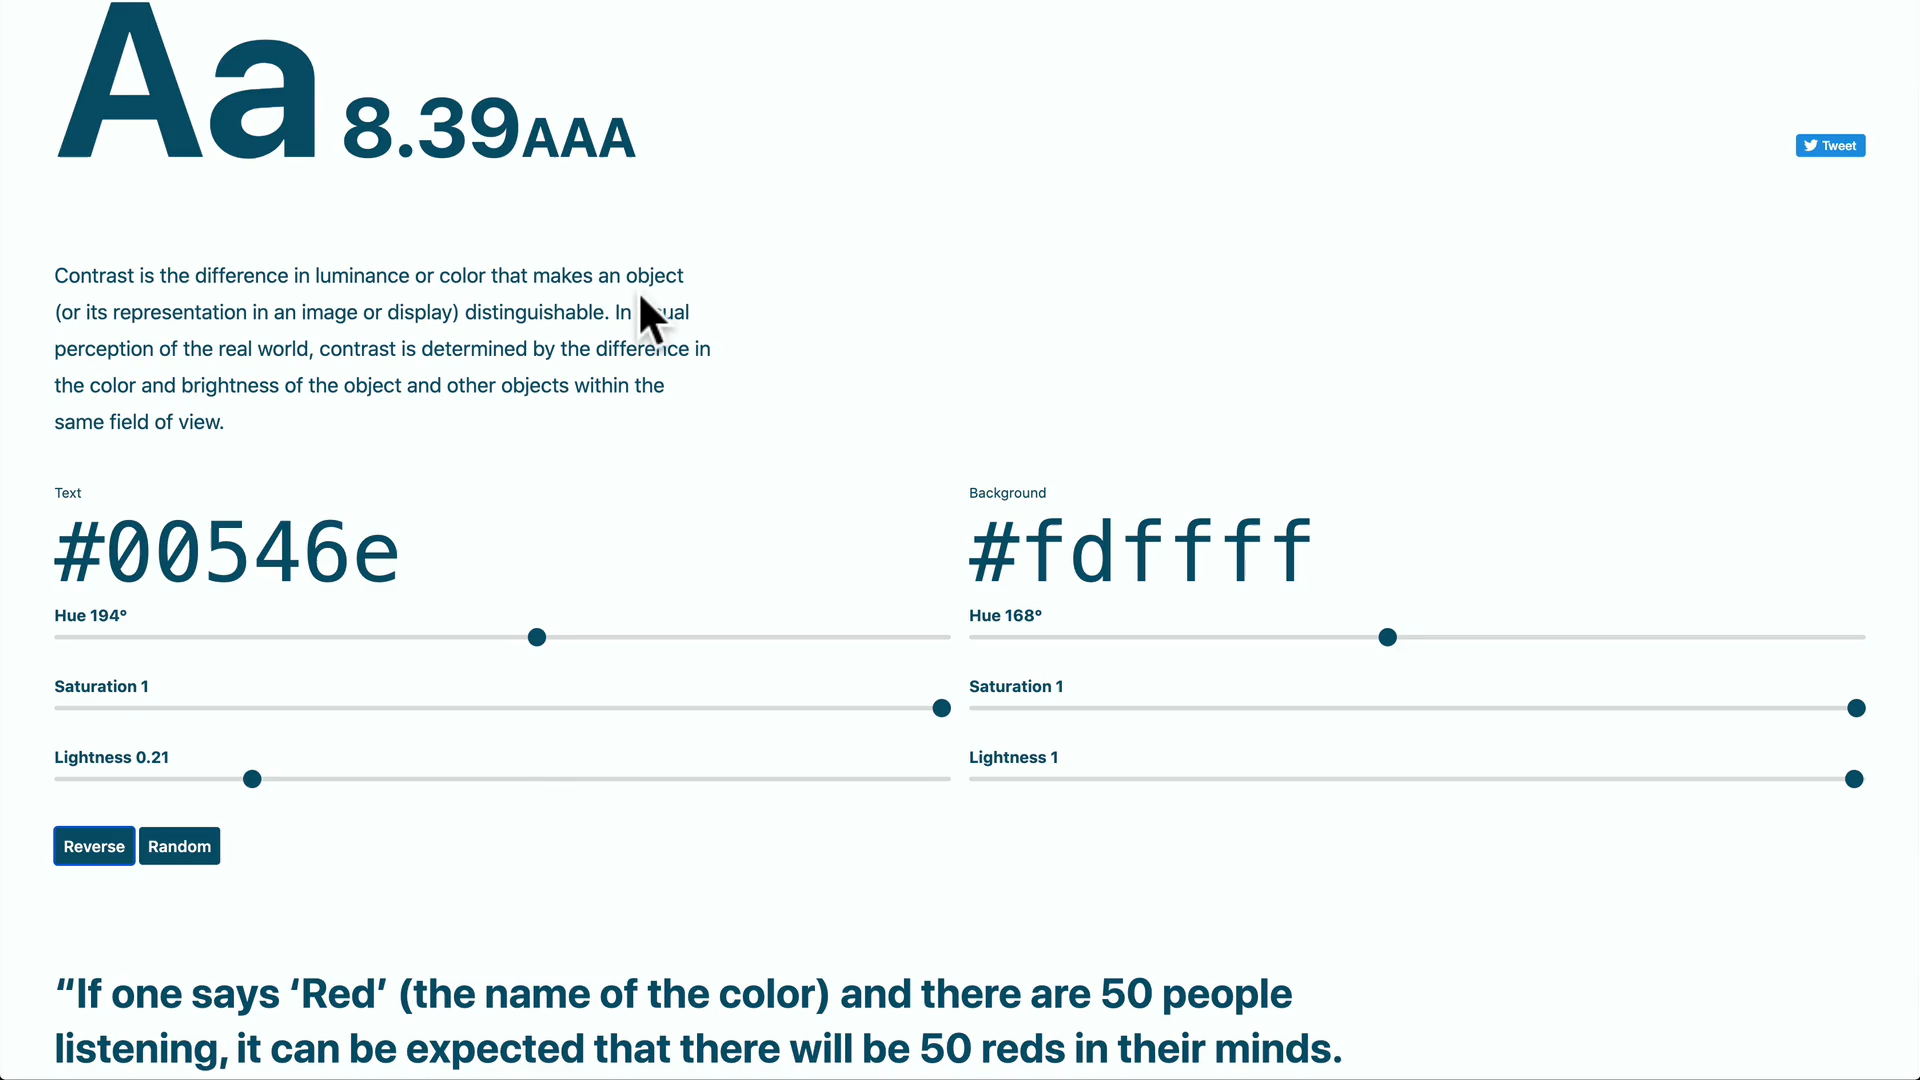 Aa 8.39AAA
Tweet
Contrast is the difference in luminance or color that makes an object
(or its representation in an image or display) distinguishable. In
perception of the real world, contrast is determined by the difference in
the color and brightness of the object and other objects within the
same field of view.
Text
#00546e
Hue 194°
Saturation 1
Lightness 0.21
Background
#fdffff
Hue 168°
Saturation 1
Lightness 1
Reverse
Random
“If one says ‘Red’ (the name of the color) and there are 50 people
listening, it can be expected that there will be 50 reds in their minds.